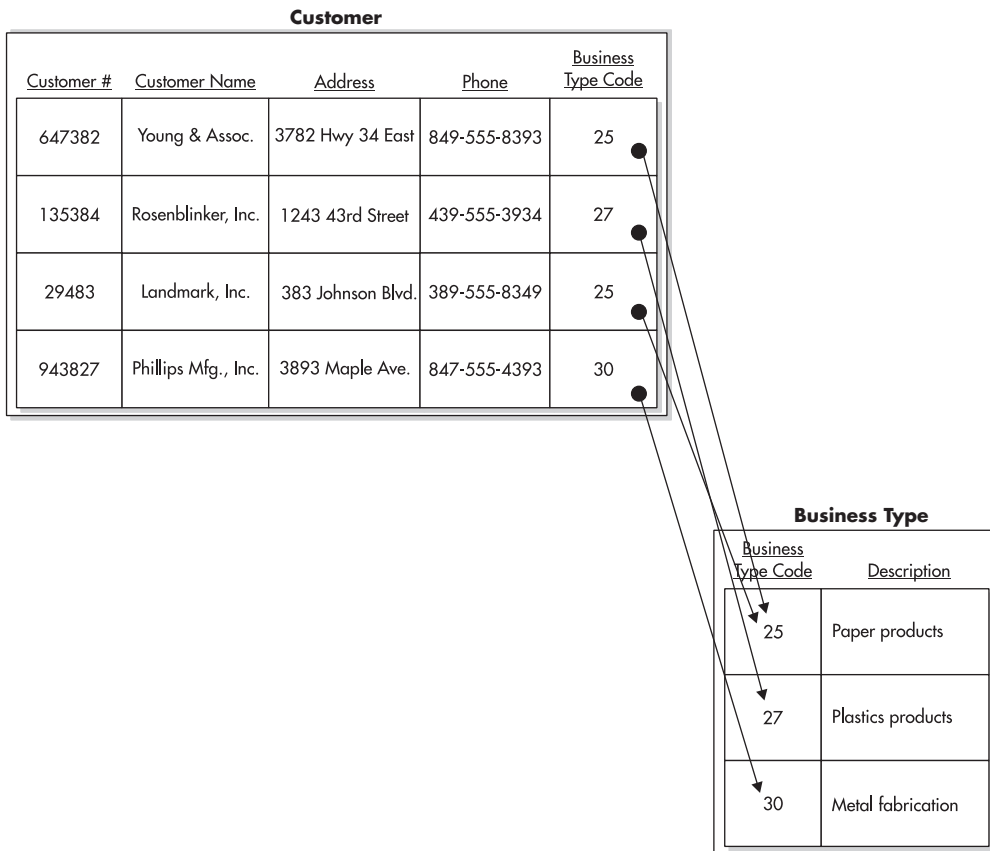 Customer
Customer # Customer Name Address Phone Business Type Code
647382 Young & Assoc. 3782 Hwy 34 East 849-555-8393 25
135384 Rosenblinker, Inc. 1243 43rd Street 439-555-3934 27
29483 Landmark, Inc. 383 Johnson Blvd. 389-555-8349 25
943827 Phillips Mfg., Inc. 3893 Maple Ave. 847-555-4393 30
Business Type
Business Type Code Description
25 Paper products
27 Plastics products
30 Metal fabrication